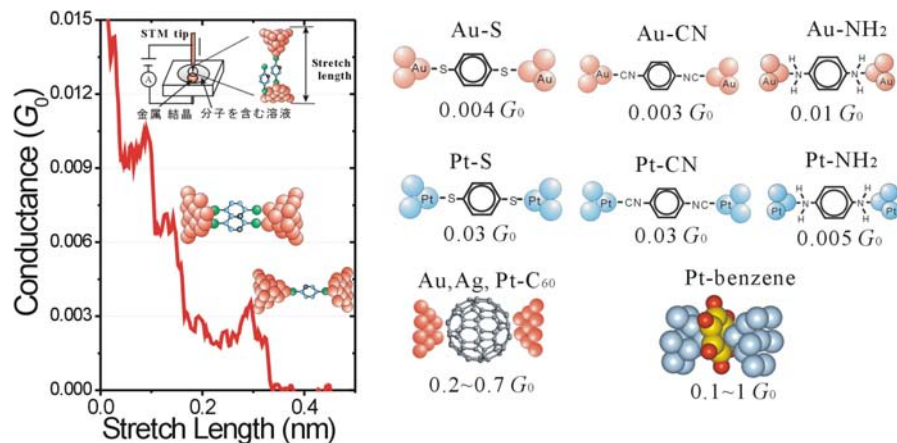 Conductance (G₀)
0.015
0.012
0.009
0.006
0.003
0.000
0.0
0.2
0.4
Stretch Length (nm)
STM tip
A
Stretch
length
金属 結晶 分子を含む溶液
Au-S
Au
S
S
Au
0.004 G₀
Au-CN
Au
CN
NC
Au
0.003 G₀
Au-NH₂
Au
H
N
H
H
N
H
Au
0.01 G₀
Pt-S
Pt
S
S
Pt
0.03 G₀
Pt-CN
Pt
CN
NC
Pt
0.03 G₀
Pt-NH₂
Pt
H
N
H
H
N
H
Pt
0.005 G₀
Au, Ag, Pt-C₆₀
0.2~0.7 G₀
Pt-benzene
0.1~1 G₀